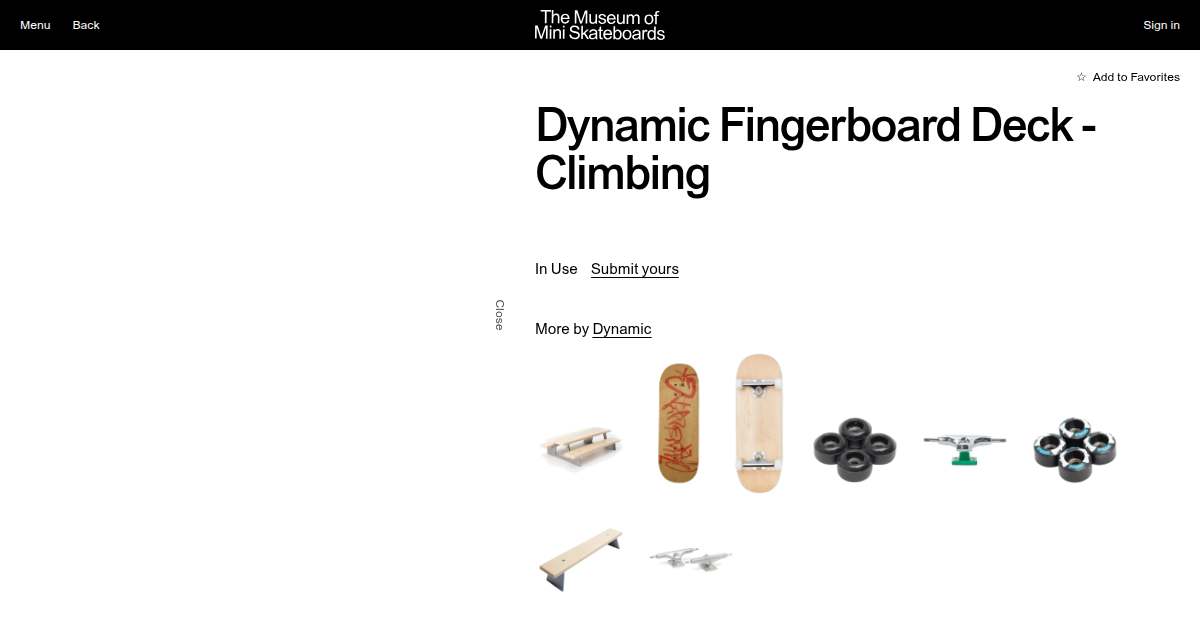 Menu
Back
The Museum of
Mini Skateboards
Sign in
☆ Add to Favorites
Dynamic Fingerboard Deck -
Climbing
In Use
Submit yours
Close
More by Dynamic